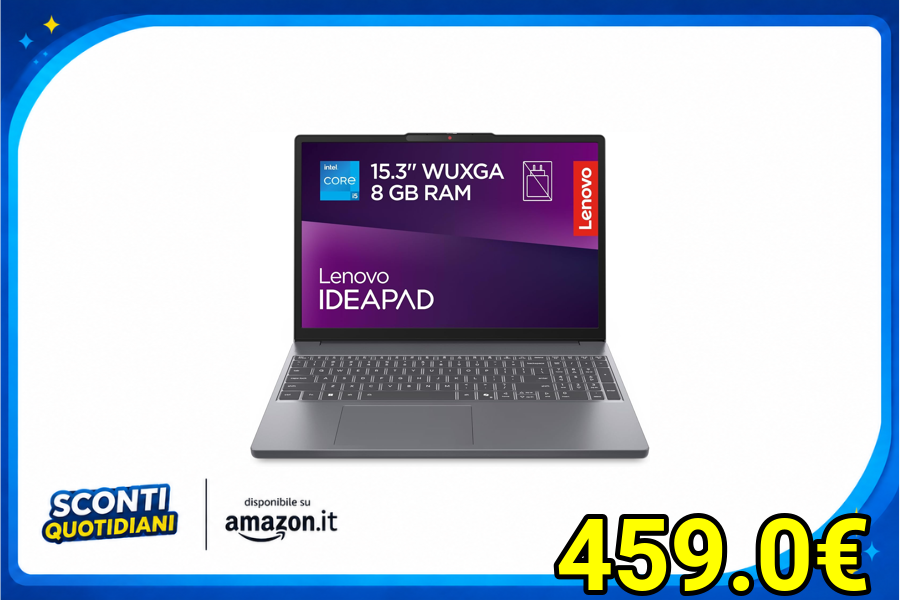 intel
CORE
i5
15.3" WUXGA
8 GB RAM
Lenovo
Lenovo
IDEAPAD
SCONTI
QUOTIDIANI
disponibile su
amazon.it
459.0€